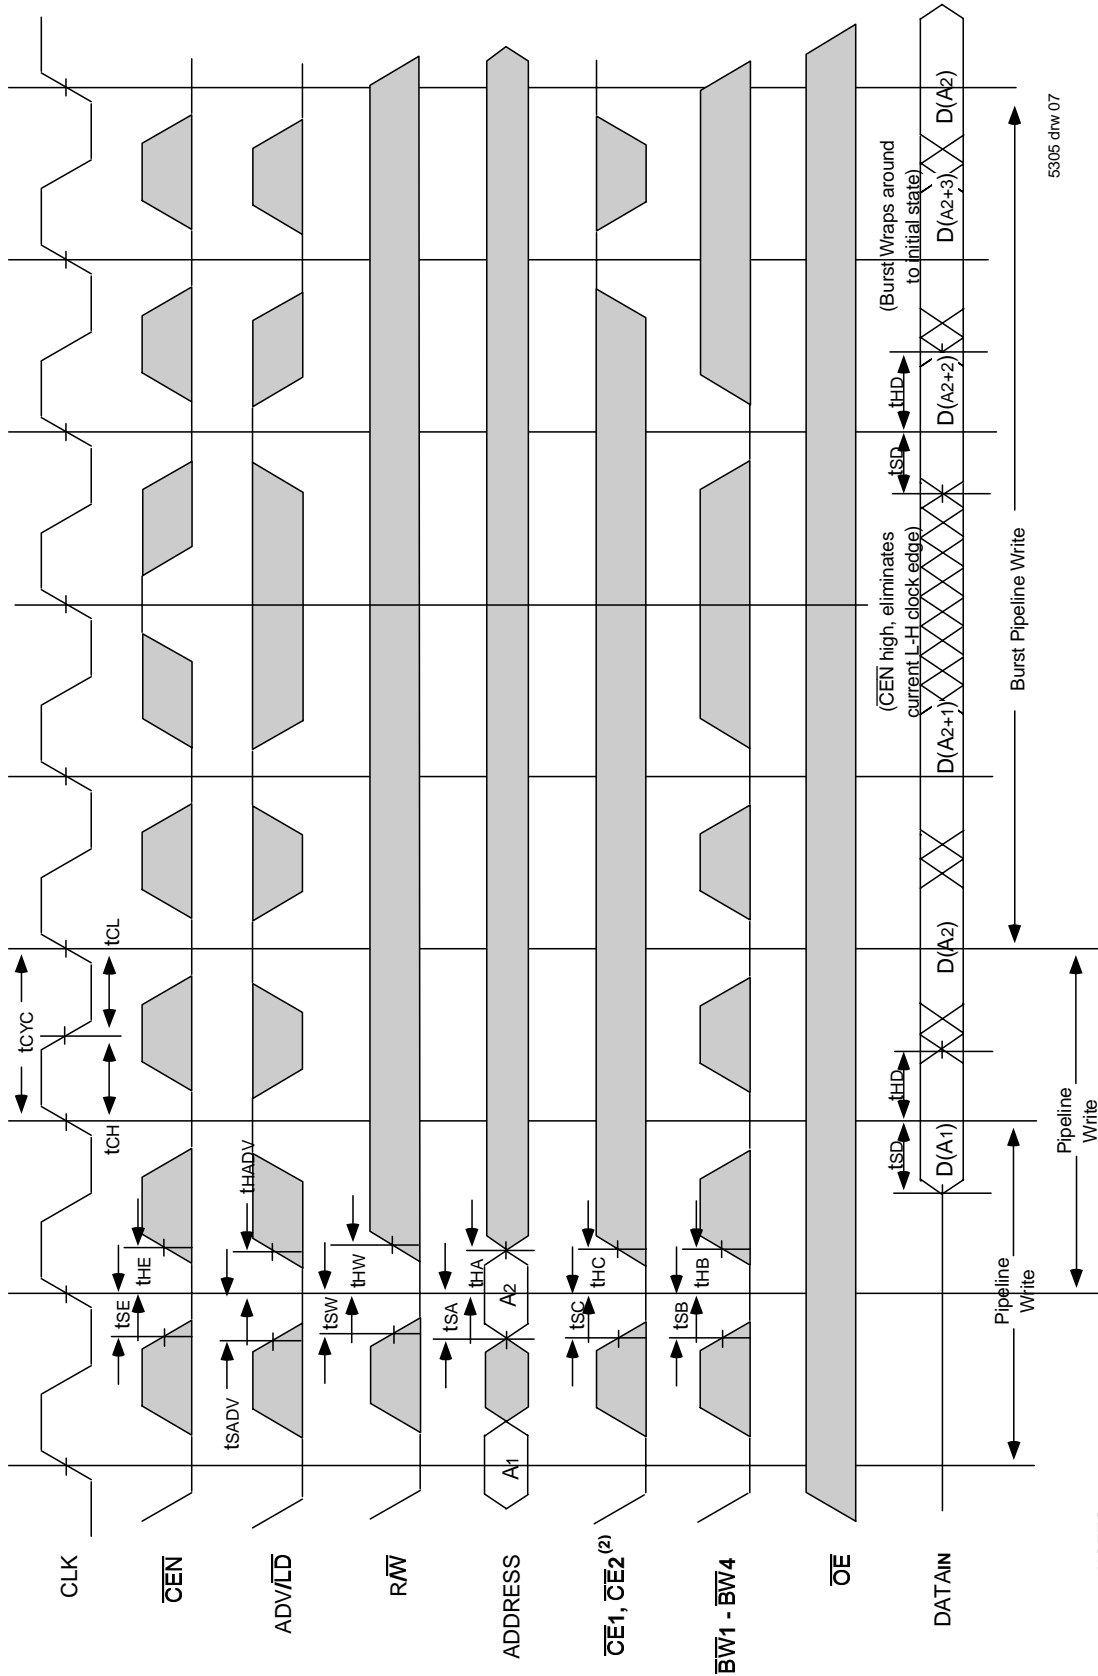 tCYC
tCH
tCL
CLK
tSE
tHE
CEN
tSADV
tHADV
ADV/LD
tSW
tHW
R/W
tSA
tHA
A1
A2
ADDRESS
tSC
tHC
CE1, CE2(2)
tSB
tHB
BW1 - BW4
OE
(CEN high, eliminates
current L-H clock edge)
(Burst Wraps around
to initial state)
tSD
tHD
tSD
tHD
DATAIN
D(A1)
D(A2)
D(A2+1)
D(A2+2)
D(A2+3)
D(A2)
Pipeline
Write
Burst Pipeline Write
Pipeline
Write
5305 drw 07